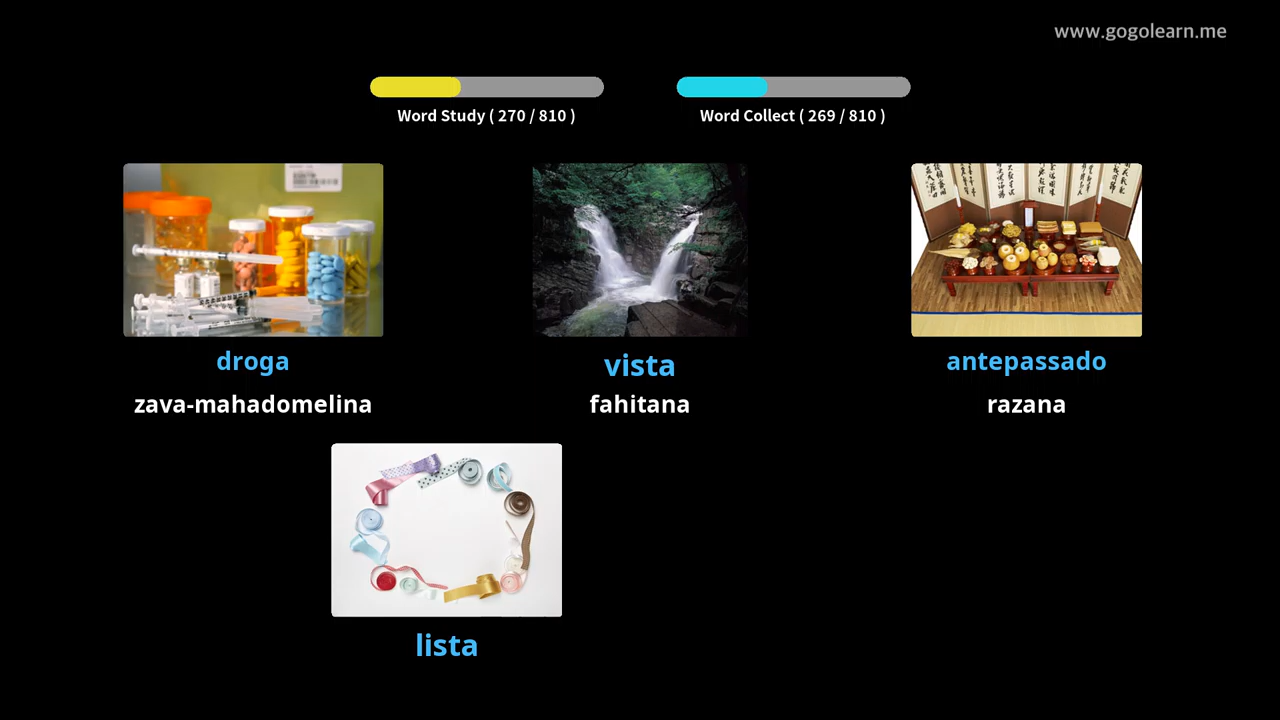 www.gogolearn.me
Word Study ( 270 / 810 )
Word Collect ( 269 / 810 )
droga
vista
antepassado
zava-mahadomelina
fahitana
razana
lista